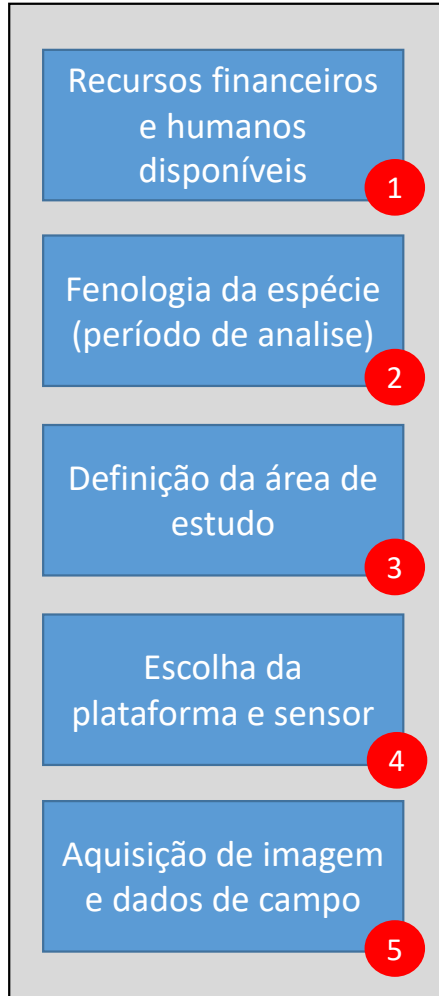 Recursos financeiros
e humanos
disponíveis
1
Fenologia da espécie
(período de analise)
2
Definição da área de
estudo
3
Escolha da
plataforma e sensor
4
Aquisição de imagem
e dados de campo
5